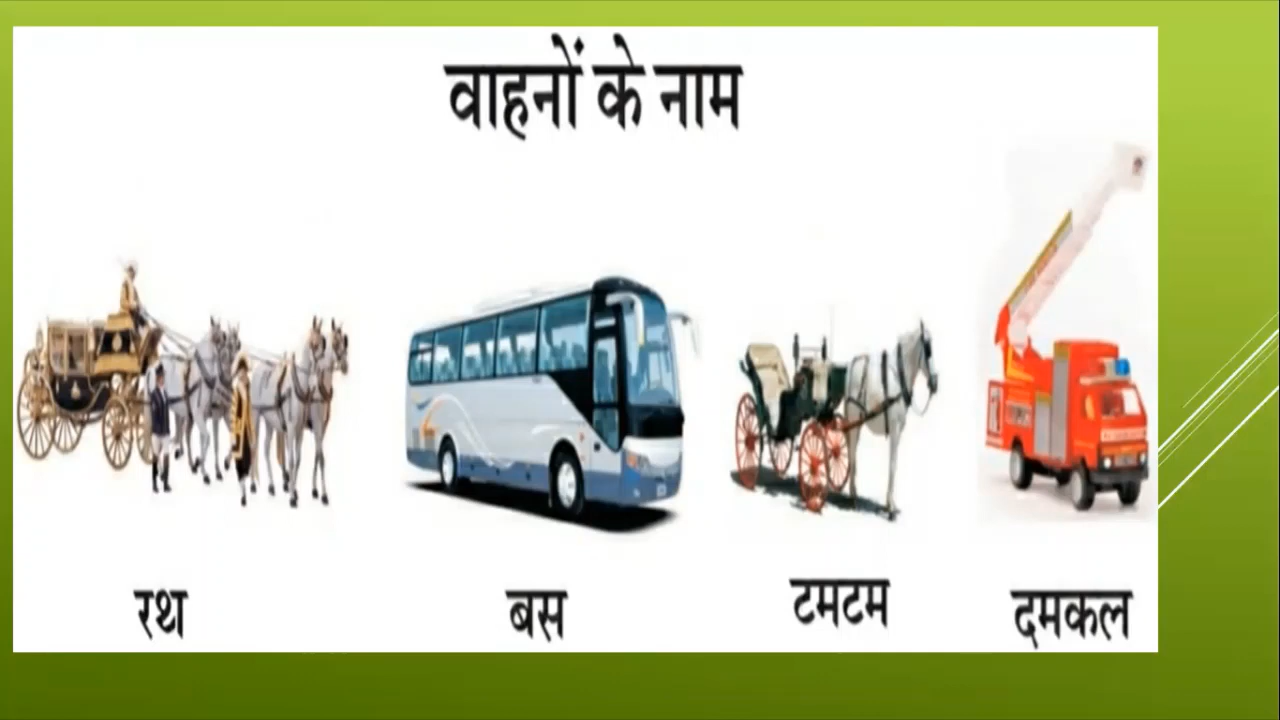 वाहनों के नाम
रथ
बस
टमटम
दमकल